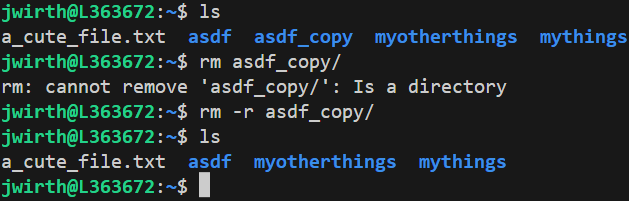 jwirth@L363672:~$ ls
a_cute_file.txt  asdf  asdf_copy  myotherthings  mythings
jwirth@L363672:~$ rm asdf_copy/
rm: cannot remove 'asdf_copy/': Is a directory
jwirth@L363672:~$ rm -r asdf_copy/
jwirth@L363672:~$ ls
a_cute_file.txt  asdf  myotherthings  mythings
jwirth@L363672:~$